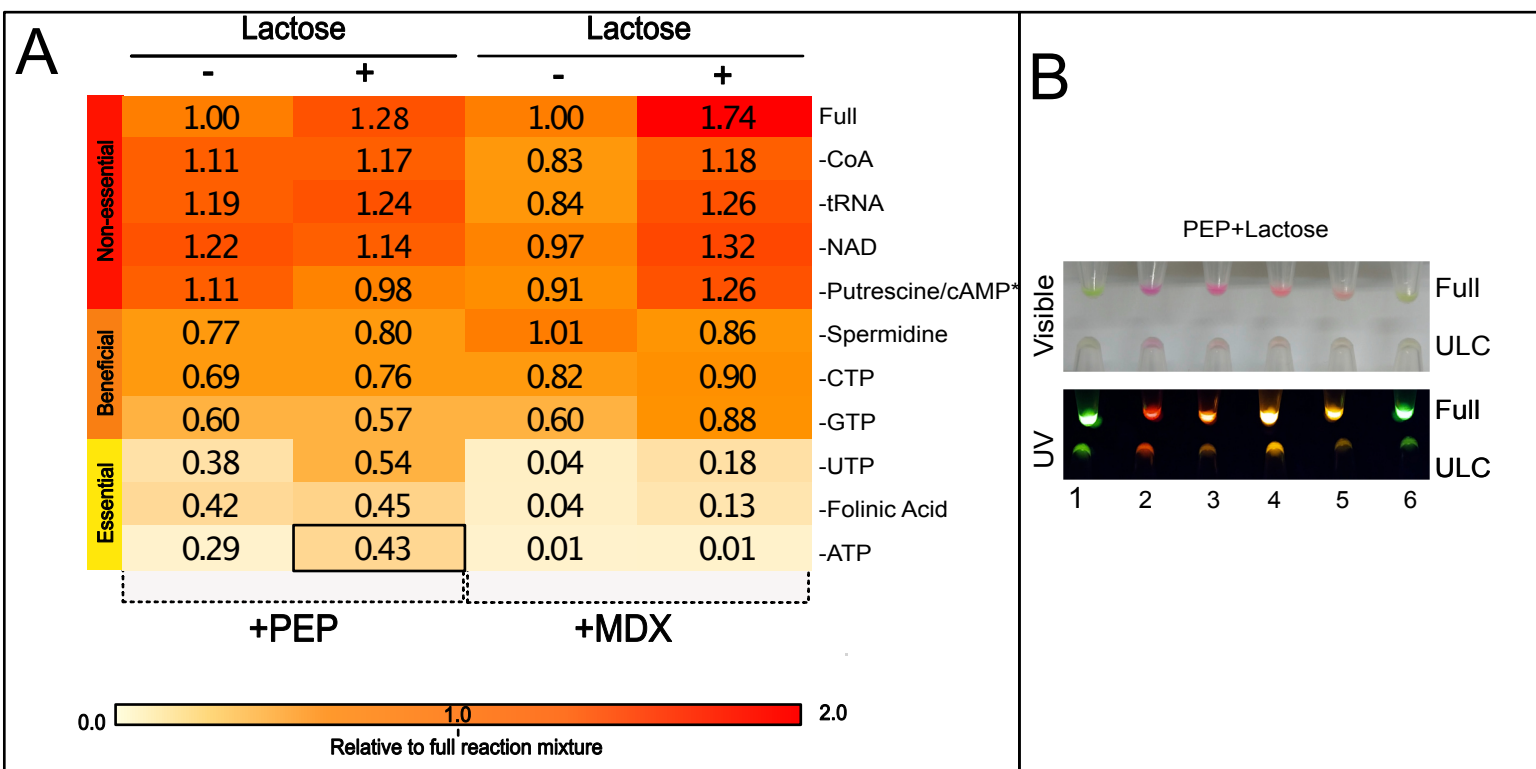 A
Lactose Lactose
- + - +
Non-essential
1.00 1.28 1.00 1.74 Full
1.11 1.17 0.83 1.18 -CoA
1.19 1.24 0.84 1.26 -tRNA
1.22 1.14 0.97 1.32 -NAD
1.11 0.98 0.91 1.26 -Putrescine/cAMP*
Beneficial
0.77 0.80 1.01 0.86 -Spermidine
0.69 0.76 0.82 0.90 -CTP
0.60 0.57 0.60 0.88 -GTP
Essential
0.38 0.54 0.04 0.18 -UTP
0.42 0.45 0.04 0.13 -Folinic Acid
0.29 0.43 0.01 0.01 -ATP
+PEP +MDX
0.0 1.0 2.0
Relative to full reaction mixture
B
PEP+Lactose
Visible
Full
ULC
UV
Full
ULC
1 2 3 4 5 6